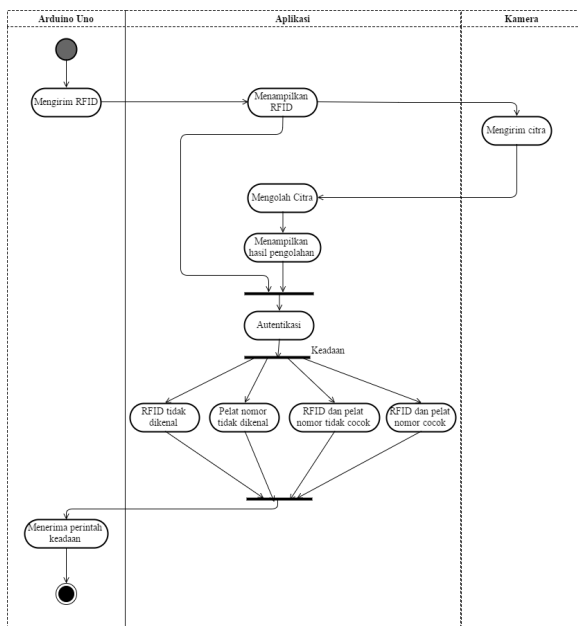 Arduino Uno
Aplikasi
Kamera
Mengirim RFID
Menampilkan
RFID
Mengirim citra
Mengolah Citra
Menampilkan
hasil pengolahan
Autentikasi
Keadaan
RFID tidak
dikenal
Pelat nomor
tidak dikenal
RFID dan pelat
nomor tidak cocok
RFID dan pelat
nomor cocok
Menerima perintah
keadaan